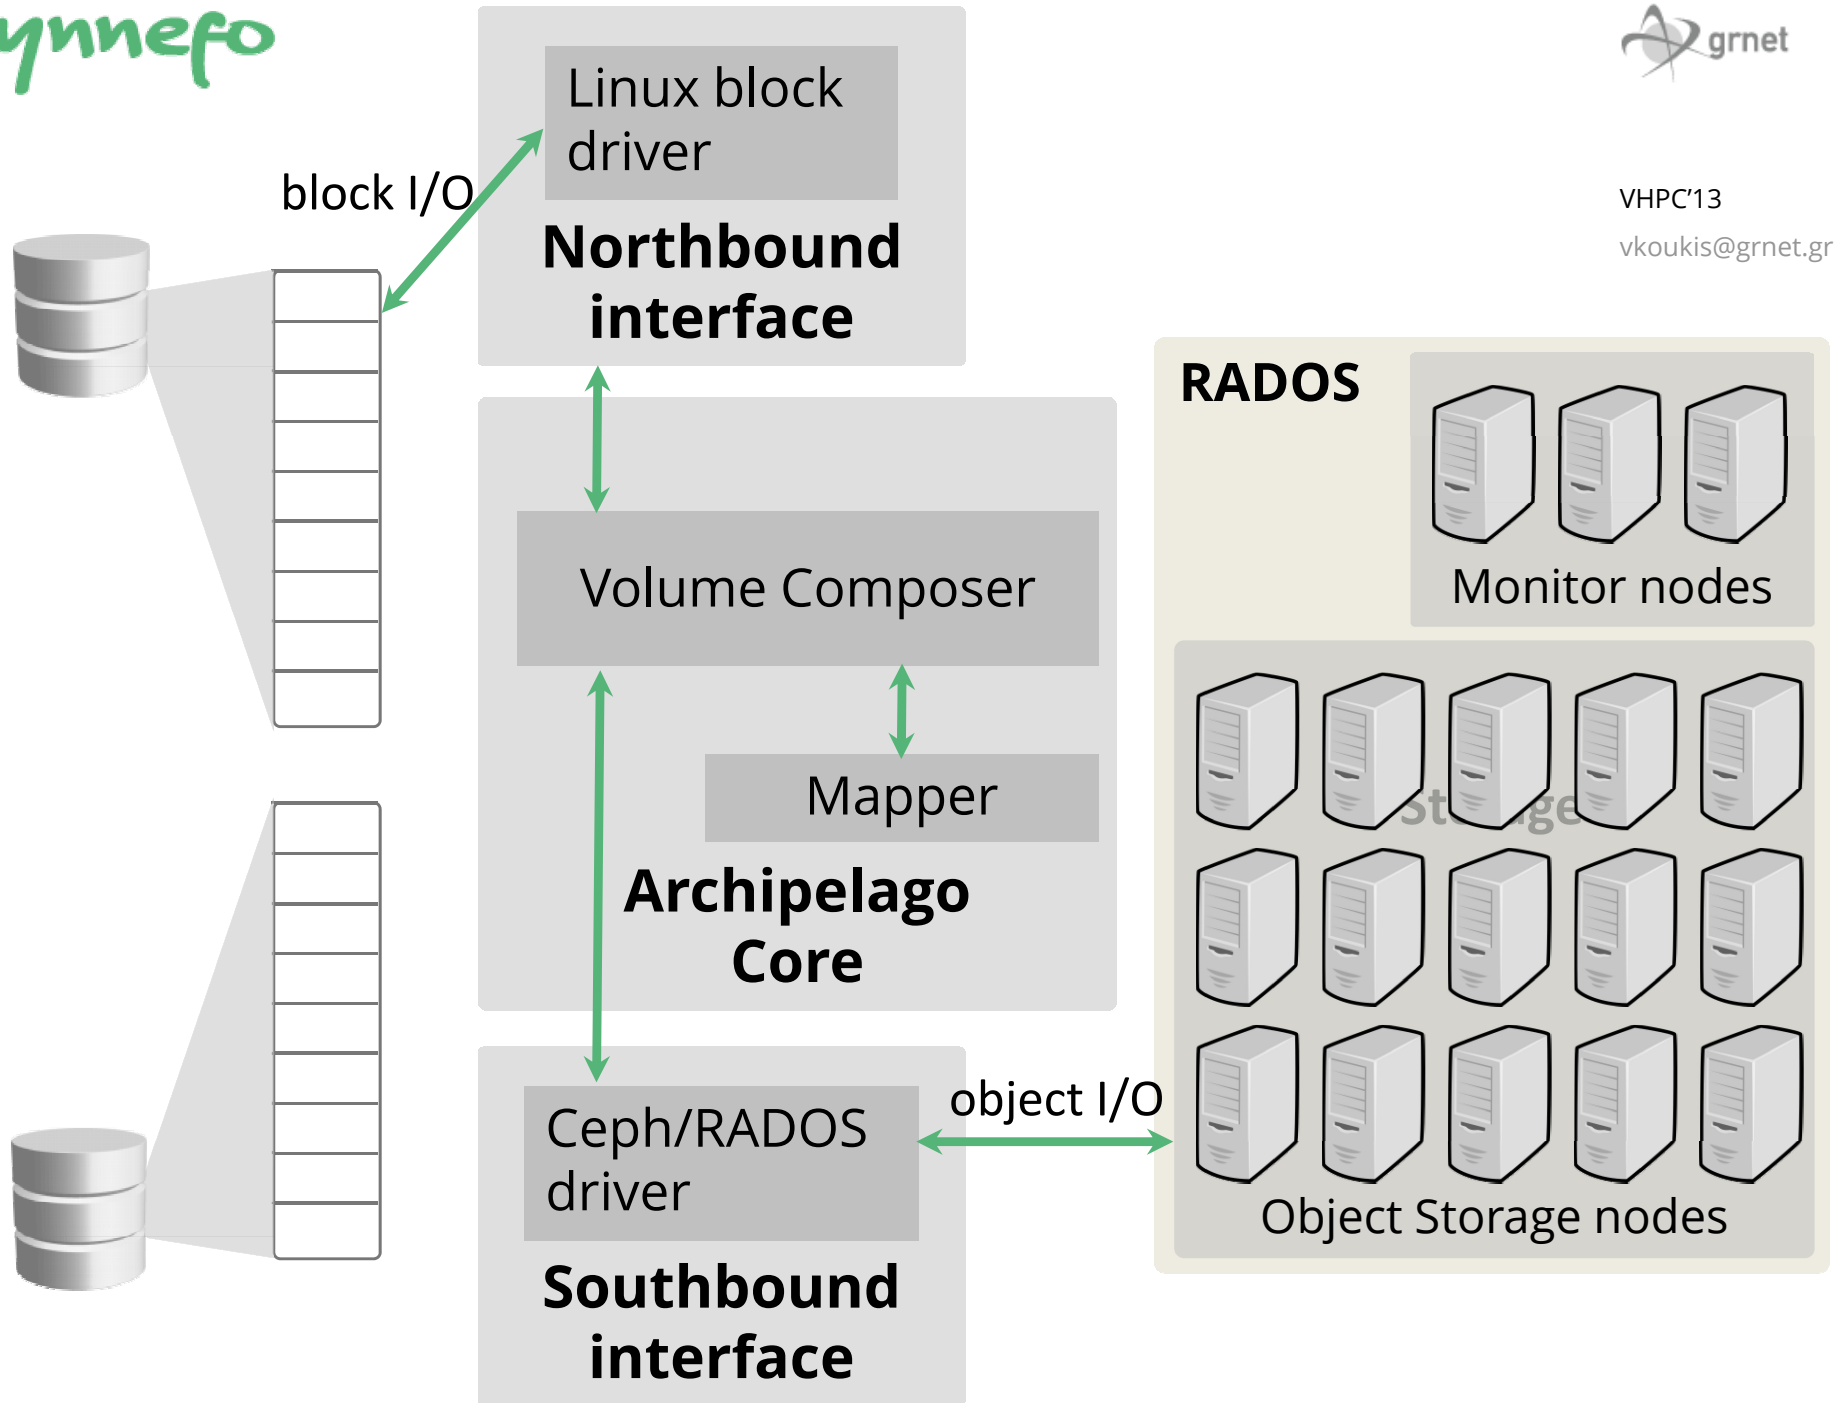 ynnefo
grnet
Linux block
driver
block I/O
Northbound
interface
VHPC'13
vkoukis@grnet.gr
RADOS
Monitor nodes
Volume Composer
Mapper
Archipelago
Core
Storage
object I/O
Ceph/RADOS
driver
Object Storage nodes
Southbound
interface